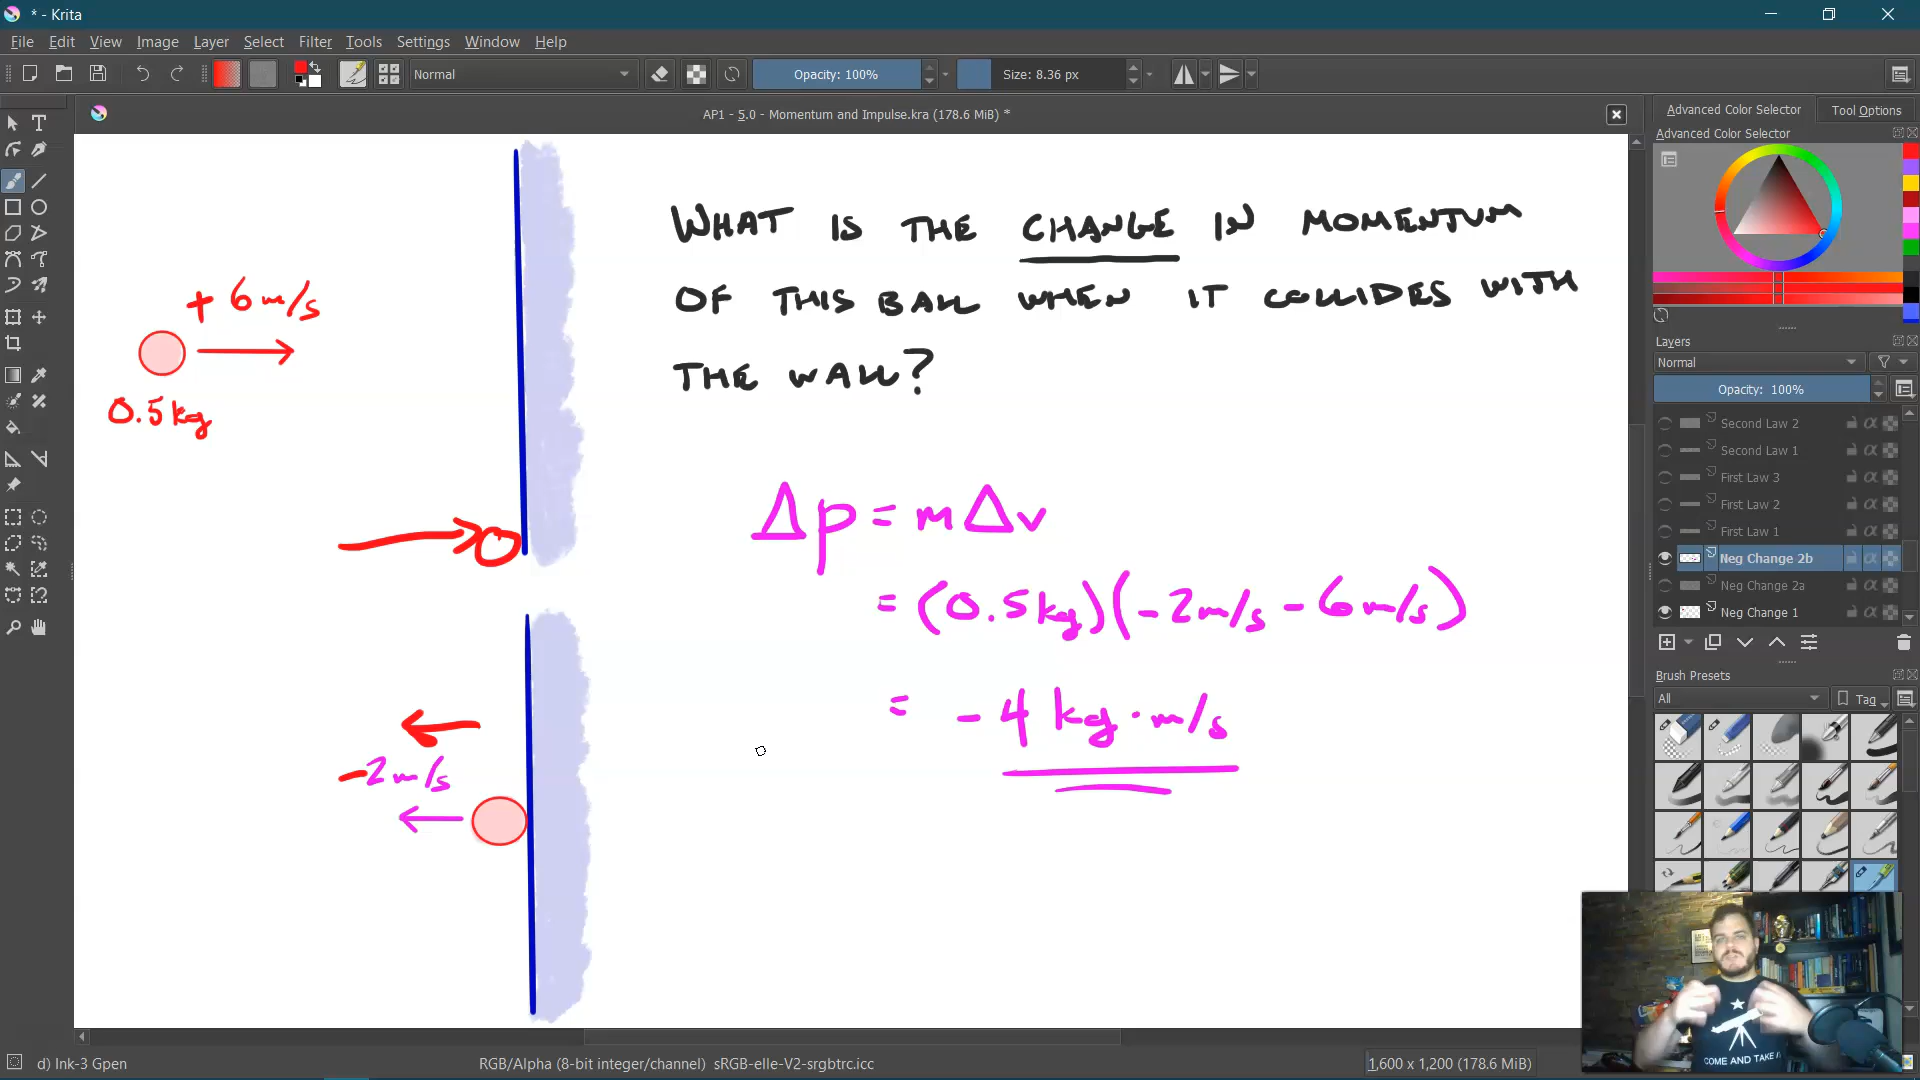 * - Krita
File Edit View Image Layer Select Filter Tools Settings Window Help
Normal Opacity: 100% Size: 8.36 px
AP1 - 5.0 - Momentum and Impulse.kra (178.6 MiB) *
Advanced Color Selector Tool Options
Advanced Color Selector
WHAT IS THE CHANGE IN MOMENTUM
OF THIS BALL WHEN IT COLLIDES WITH
THE WALL?
+ 6 m/s
0.5 kg
Δp = mΔv
= (0.5 kg)(-2 m/s - 6 m/s)
= -4 kg·m/s
-2 m/s
Layers
Normal
Opacity: 100%
Second Law 2
Second Law 1
First Law 3
First Law 2
First Law 1
Neg Change 2b
Neg Change 2a
Neg Change 1
Brush Presets
All Tag
COME AND TAKE
d) Ink-3 Gpen RGB/Alpha (8-bit integer/channel) sRGB-elle-V2-srgbtrc.icc 1,600 x 1,200 (178.6 MiB)